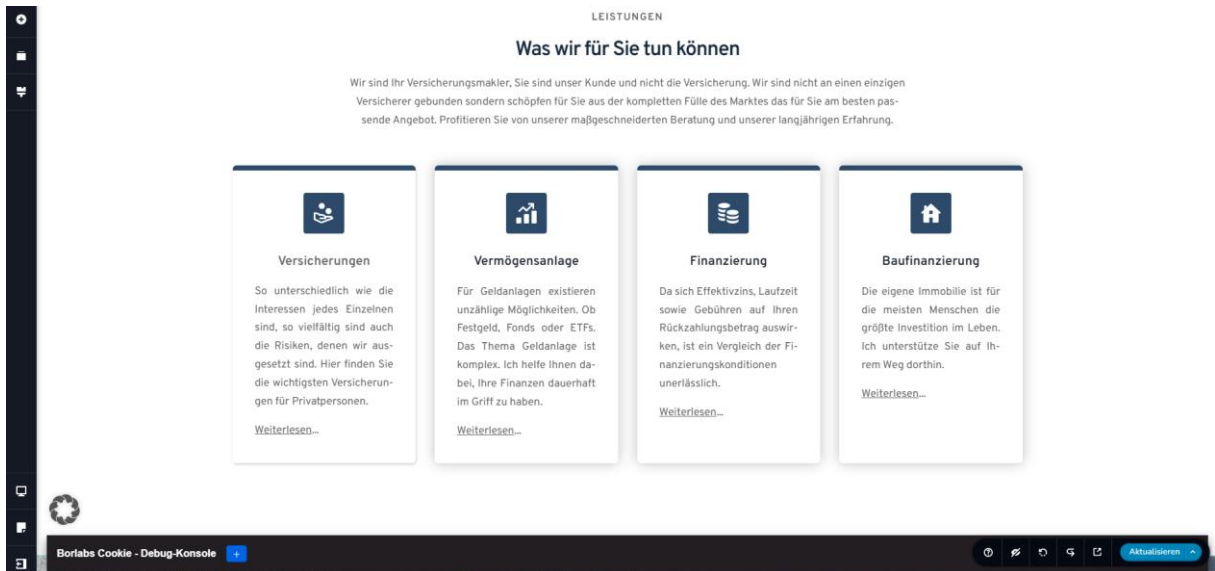 LEISTUNGEN
Was wir für Sie tun können
Wir sind Ihr Versicherungsmakler, Sie sind unser Kunde und nicht die Versicherung. Wir sind nicht an einen einzigen
Versicherer gebunden sondern schöpfen für Sie aus der kompletten Fülle des Marktes das für Sie am besten pas-
sende Angebot. Profitieren Sie von unserer maßgeschneiderten Beratung und unserer langjährigen Erfahrung.
Versicherungen
So unterschiedlich wie die
Interessen jedes Einzelnen
sind, so vielfältig sind auch
die Risiken, denen wir aus-
gesetzt sind. Hier finden Sie
die wichtigsten Versicherun-
gen für Privatpersonen.
Weiterlesen...
Vermögensanlage
Für Geldanlagen existieren
unzählige Möglichkeiten. Ob
Festgeld, Fonds oder ETFs.
Das Thema Geldanlage ist
komplex. Ich helfe Ihnen da-
bei, Ihre Finanzen dauerhaft
im Griff zu haben.
Weiterlesen...
Finanzierung
Da sich Effektivzins, Laufzeit
sowie Gebühren auf Ihren
Rückzahlungsbetrag auswir-
ken, ist ein Vergleich der Fi-
nanzierungskonditionen
unerlässlich.
Weiterlesen...
Baufinanzierung
Die eigene Immobilie ist für
die meisten Menschen die
größte Investition im Leben.
Ich unterstütze Sie auf Ih-
rem Weg dorthin.
Weiterlesen...
Borlabs Cookie - Debug-Konsole +
Aktualisieren